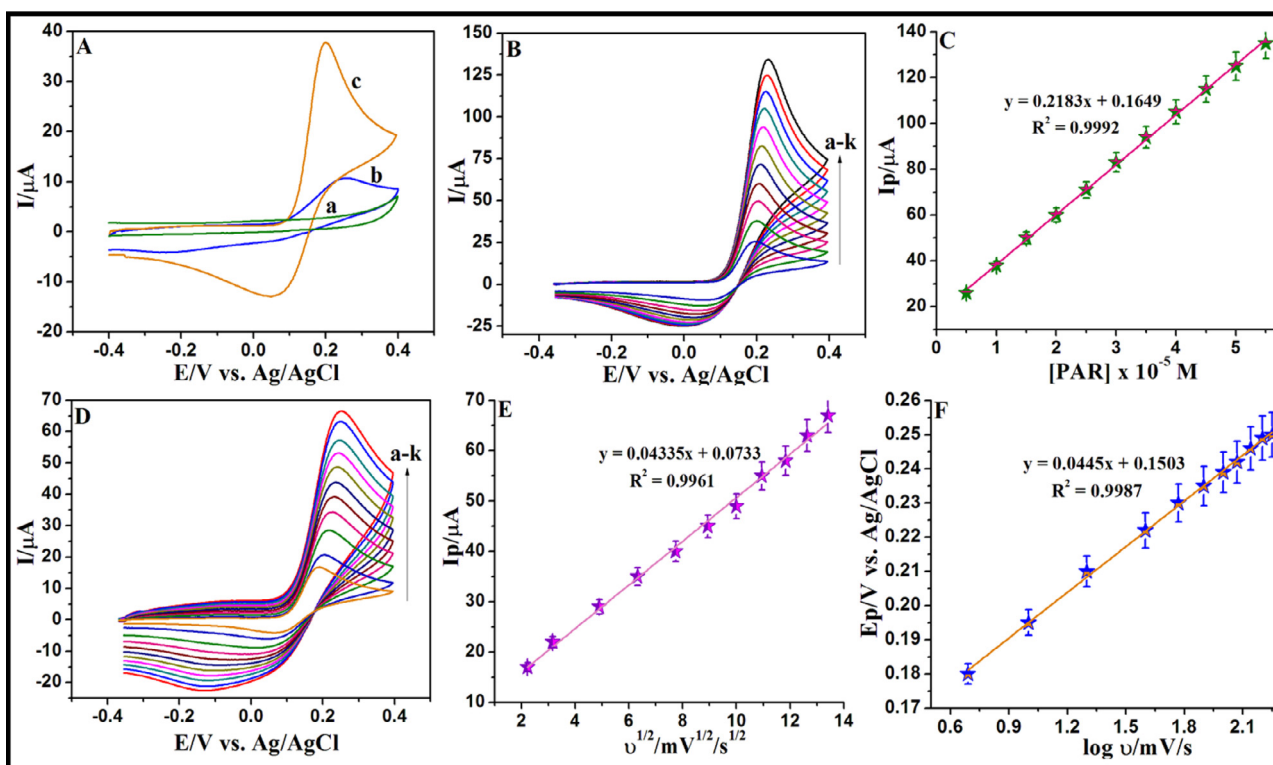 A
40
30
20
10
0
-10
-20
I/µA
c
b
a
-0.4
-0.2
0.0
0.2
0.4
E/V vs. Ag/AgCl
B
150
125
100
75
50
25
0
-25
I/µA
a-k
-0.4
-0.2
0.0
0.2
0.4
E/V vs. Ag/AgCl
C
140
120
100
80
60
40
20
Ip/µA
y = 0.2183x + 0.1649
R² = 0.9992
0
1
2
3
4
5
[PAR] x 10⁻⁵ M
D
70
60
50
40
30
20
10
0
-10
-20
I/µA
a-k
-0.4
-0.2
0.0
0.2
0.4
E/V vs. Ag/AgCl
E
70
60
50
40
30
20
10
Ip/µA
y = 0.04335x + 0.0733
R² = 0.9961
2
4
6
8
10
12
14
υ¹/²/mV¹/²/s¹/²
F
0.26
0.25
0.24
0.23
0.22
0.21
0.20
0.19
0.18
0.17
Ep/V vs. Ag/AgCl
y = 0.0445x + 0.1503
R² = 0.9987
0.6
0.9
1.2
1.5
1.8
2.1
log υ/mV/s